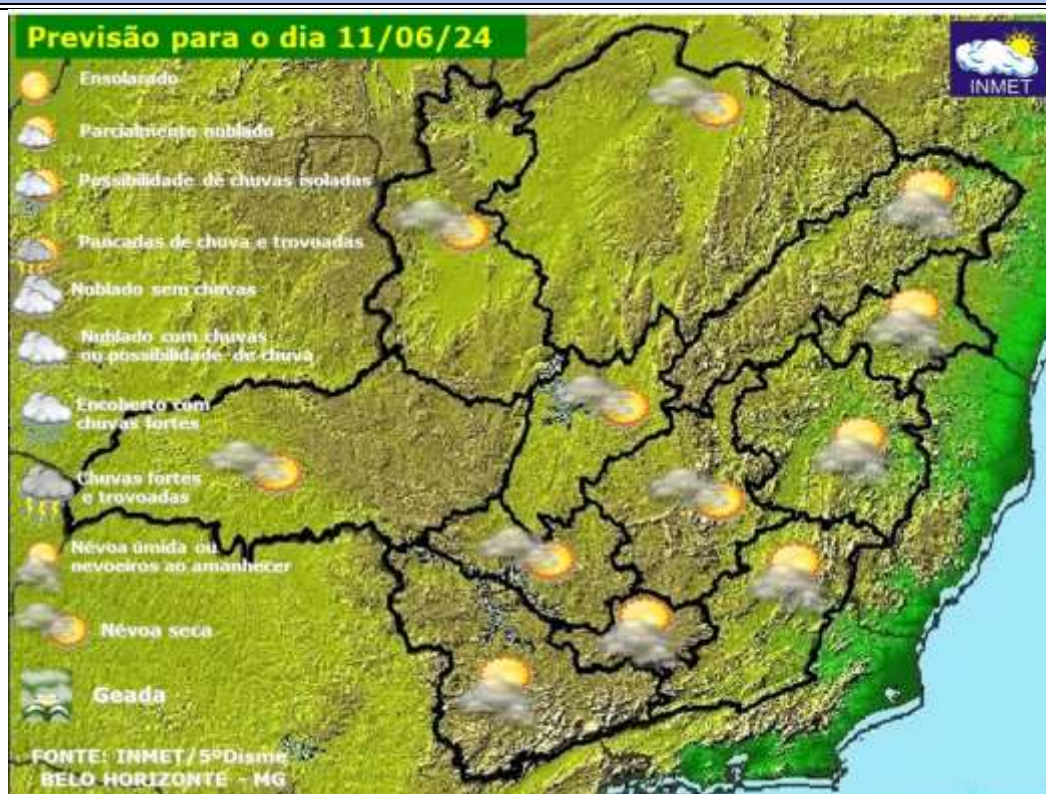 Previsão para o dia 11/06/24
INMET
Ensolarado
Parcialmente nublado
Possibilidade de chuvas isoladas
Pancadas de chuva e trovoadas
Noblado sem chuvas
Nublado com chuvas
ou possibilidade de chuva
Encoberto com
chuvas fortes
Chuvas fortes
e trovoadas
Névoa úmida ou
nevoeiros ao amanhecer
Névoa seca
Geada
FONTE: INMET/5ºDisme
BELO HORIZONTE - MG